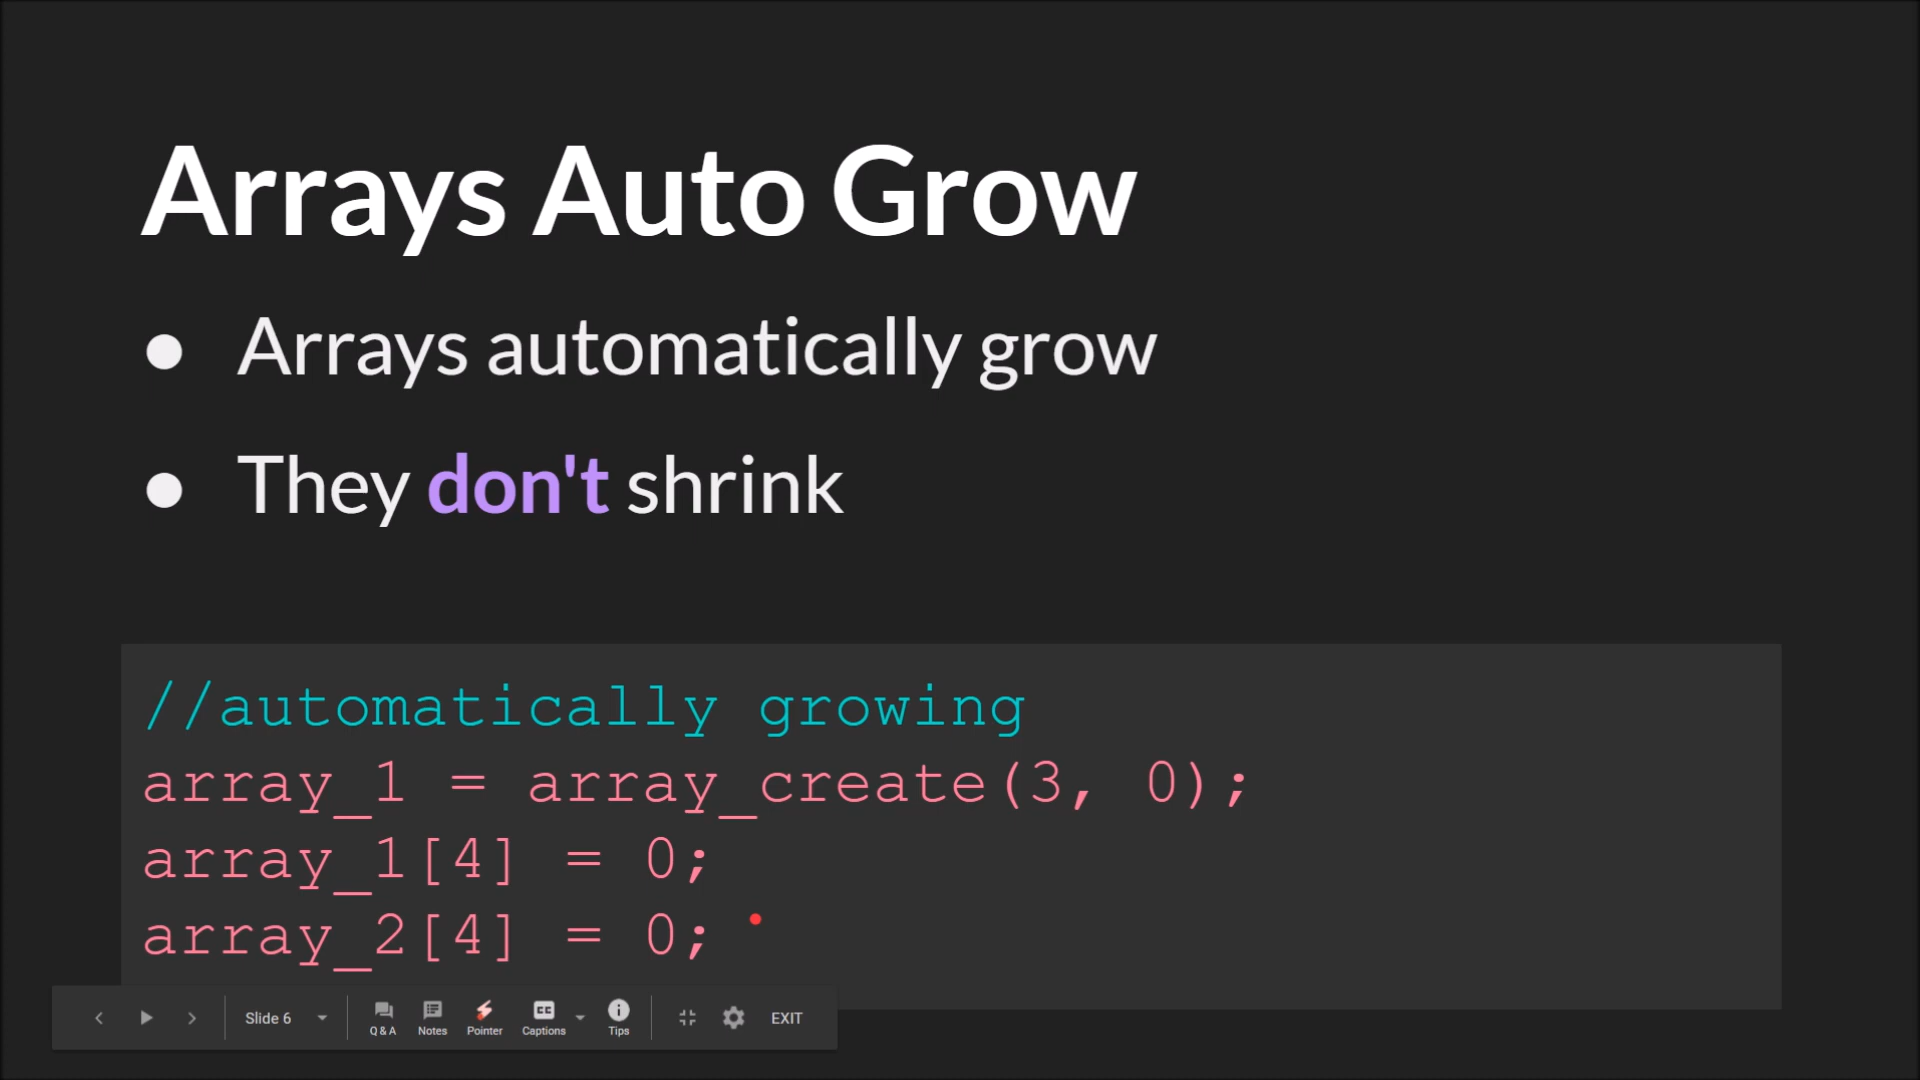 Arrays Auto Grow
● Arrays automatically grow
● They don't shrink
//automatically growing
array_1 = array_create(3, 0);
array_1[4] = 0;
array_2[4] = 0;
Slide 6 Q & A Notes Pointer Captions Tips EXIT